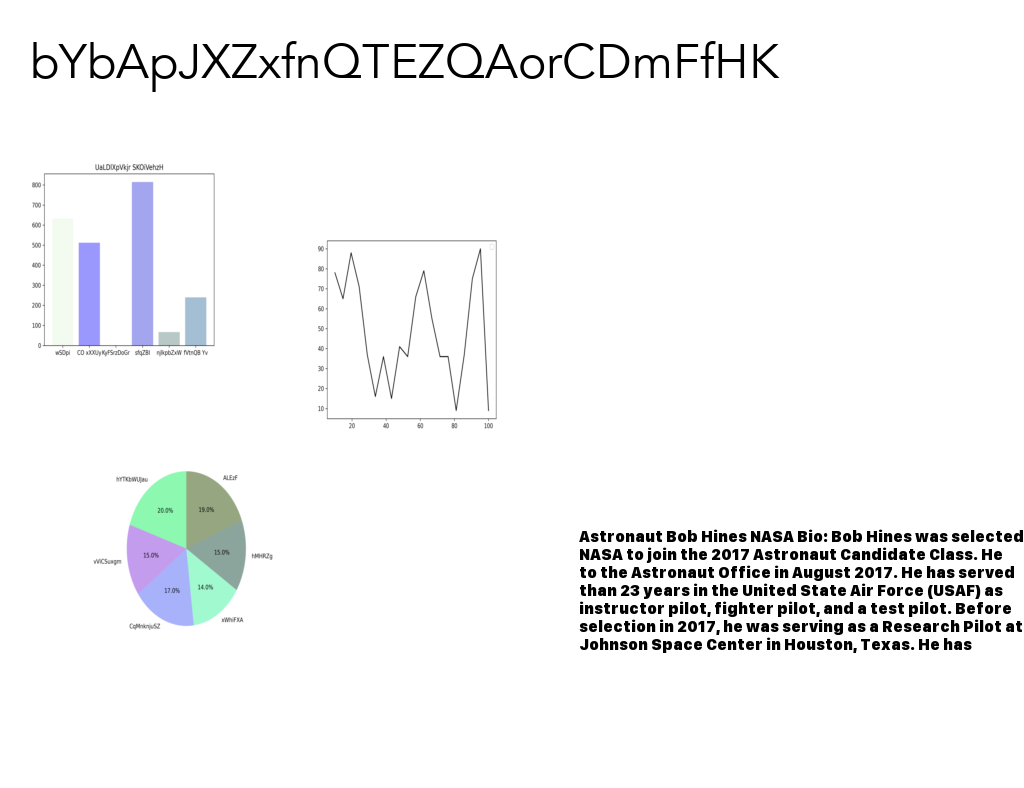 bYbApJXZxfnQTEZQAorCDmFfHK
UaLDlXpVkjr SKOiVehzH
800
700
600
500
400
300
200
100
0
wSDpi CO xXXUy KyFSrzDoGr sfqZBl njlkpbZxW fVtnQB Yv
90
80
70
60
50
40
30
20
10
20 40 60 80 100
hYTKbWUJau ALEzF
20.0% 19.0%
vViCSuxgm 15.0% 15.0% hMHRZg
17.0% 14.0%
CqMnknjuSZ xWhiFXA
Astronaut Bob Hines NASA Bio: Bob Hines was selected
NASA to join the 2017 Astronaut Candidate Class. He
to the Astronaut Office in August 2017. He has served
than 23 years in the United State Air Force (USAF) as
instructor pilot, fighter pilot, and a test pilot. Before
selection in 2017, he was serving as a Research Pilot at
Johnson Space Center in Houston, Texas. He has